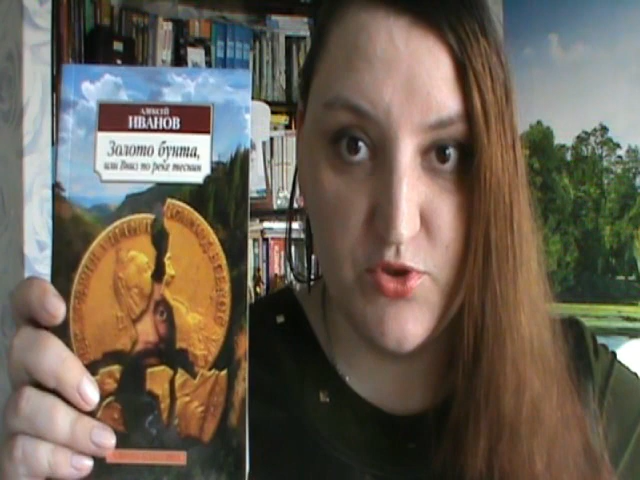 АЛЕКСЕЙ
ИВАНОВ
Золото бунта,
или Вниз по реке теснин